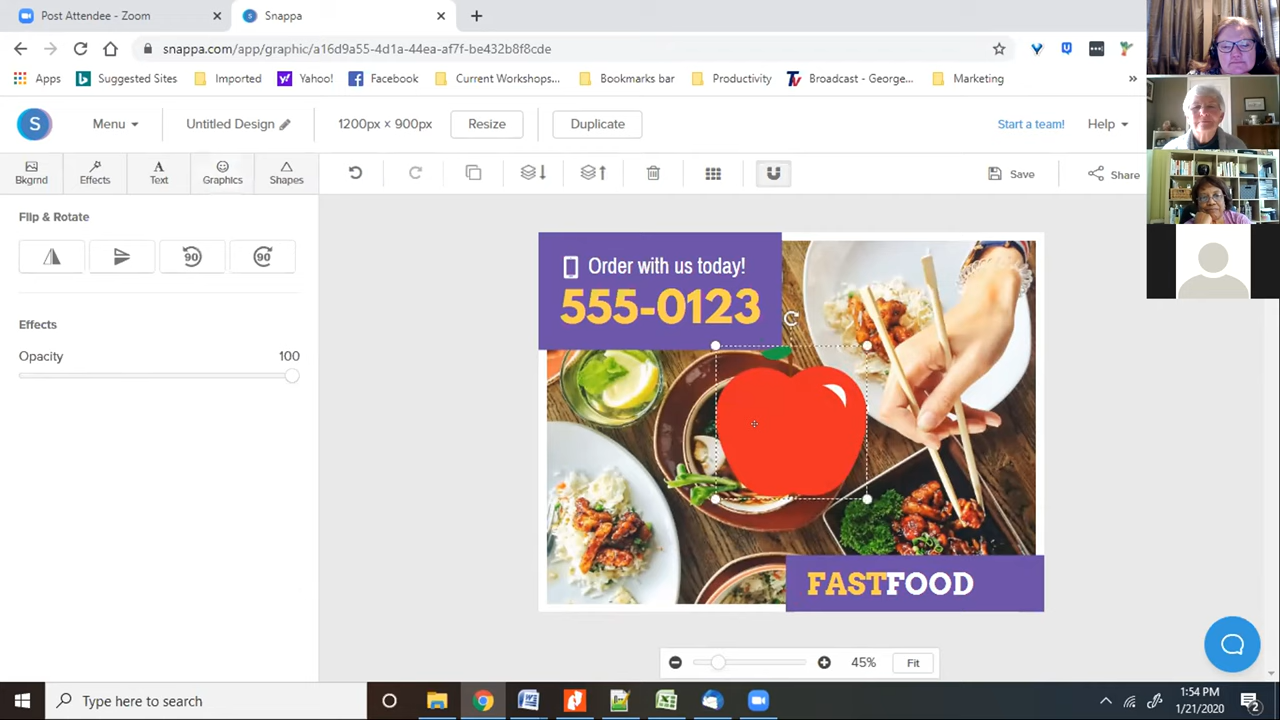 Post Attendee - Zoom
Snappa
snappa.com/app/graphic/a16d9a55-4d1a-44ea-af7f-be432b8f8cde
Apps
Suggested Sites
Imported
Yahoo!
Facebook
Current Workshops...
Bookmarks bar
Productivity
Broadcast - George...
Marketing
»
S
Menu
Untitled Design
1200px × 900px
Resize
Duplicate
Start a team!
Help
Bkgrnd
Effects
Text
Graphics
Shapes
Save
Share
Flip & Rotate
90
90
Effects
Opacity
100
Order with us today!
555-0123
FASTFOOD
45%
Fit
Type here to search
1:54 PM
1/21/2020
2